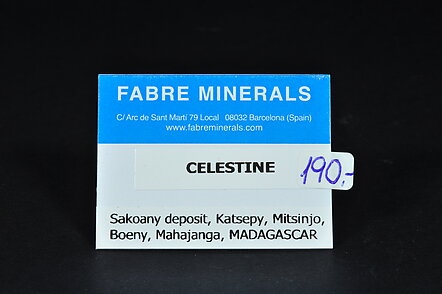 FABRE MINERALS
C/ Arc de Sant Martí 79 Local 08032 Barcelona (Spain)
www.fabreminerals.com
CELESTINE
190.-
Sakoany deposit, Katsepy, Mitsinjo,
Boeny, Mahajanga, MADAGASCAR